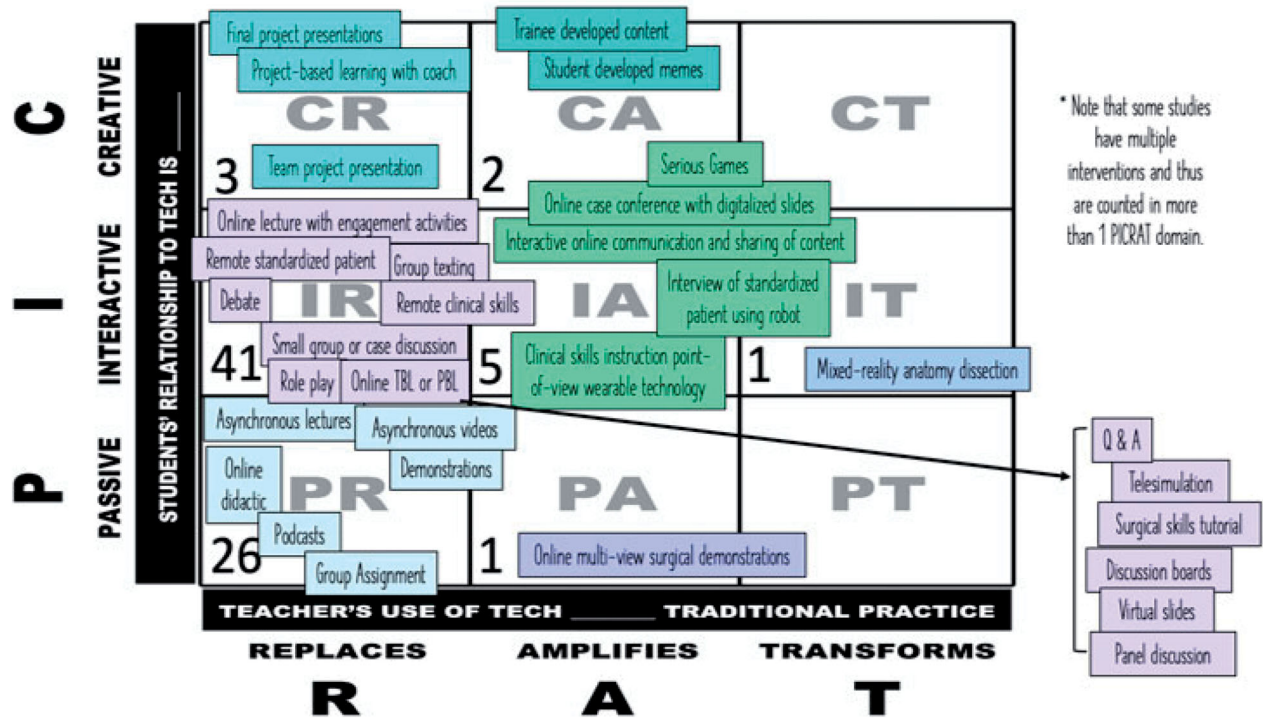 C
CREATIVE
I
INTERACTIVE
P
PASSIVE
STUDENTS' RELATIONSHIP TO TECH IS ____
Final project presentations
Project-based learning with coach
CR
3
Team project presentation
Trainee developed content
Student developed memes
CA
2
CT
Serious Games
Online case conference with digitalized slides
Interactive online communication and sharing of content
Interview of standardized
patient using robot
IA
5
Clinical skills instruction point-
of-view wearable technology
Online lecture with engagement activities
Remote standardized patient
Group texting
Debate
IR
Remote clinical skills
Small group or case discussion
41
Role play
Online TBL or PBL
IT
1
Mixed-reality anatomy dissection
Asynchronous lectures
Asynchronous videos
Online
didactic
Demonstrations
PR
Podcasts
26
Group Assignment
PA
1
Online multi-view surgical demonstrations
PT
TEACHER'S USE OF TECH _____ TRADITIONAL PRACTICE
REPLACES
AMPLIFIES
TRANSFORMS
R
A
T
* Note that some studies
have multiple
interventions and thus
are counted in more
than 1 PICRAT domain.
Q & A
Telesimulation
Surgical skills tutorial
Discussion boards
Virtual slides
Panel discussion